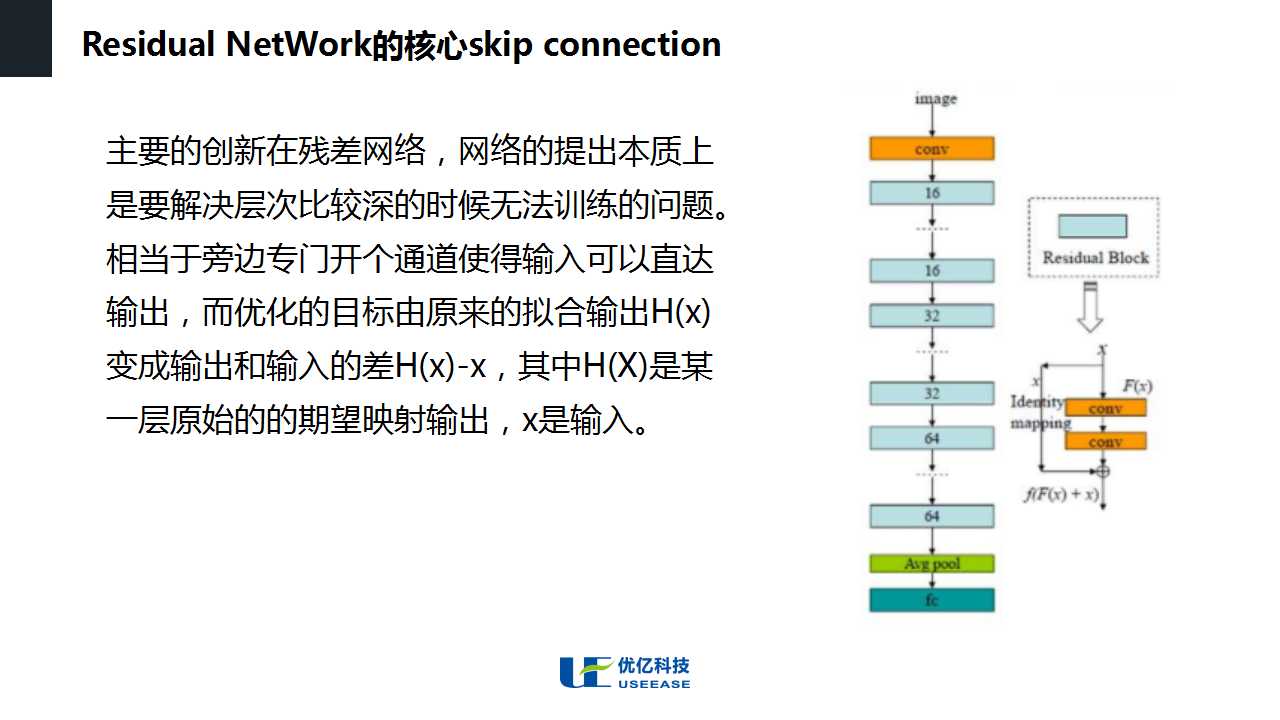 Residual NetWork的核心skip connection
主要的创新在残差网络，网络的提出本质上
是要解决层次比较深的时候无法训练的问题。
相当于旁边专门开个通道使得输入可以直达
输出，而优化的目标由原来的拟合输出H(x)
变成输出和输入的差H(x)-x，其中H(X)是某
一层原始的的期望映射输出，x是输入。
image
conv
16
16
32
32
64
64
Avg pool
fc
Residual Block
x
x
F(x)
Identity
mapping
conv
conv
f(F(x) + x)
UE
优亿科技
USEEASE